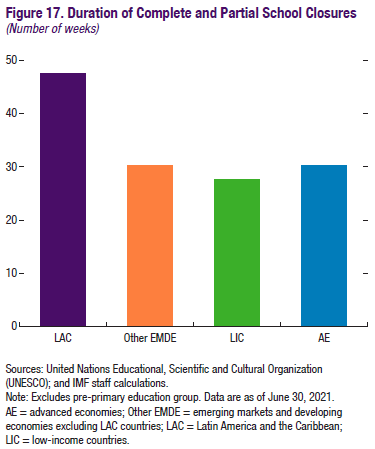 Figure 17. Duration of Complete and Partial School Closures
(Number of weeks)
50
40
30
20
10
0
LAC Other EMDE LIC AE
Sources: United Nations Educational, Scientific and Cultural Organization
(UNESCO); and IMF staff calculations.
Note: Excludes pre-primary education group. Data are as of June 30, 2021.
AE = advanced economies; Other EMDE = emerging markets and developing
economies excluding LAC countries; LAC = Latin America and the Caribbean;
LIC = low-income countries.